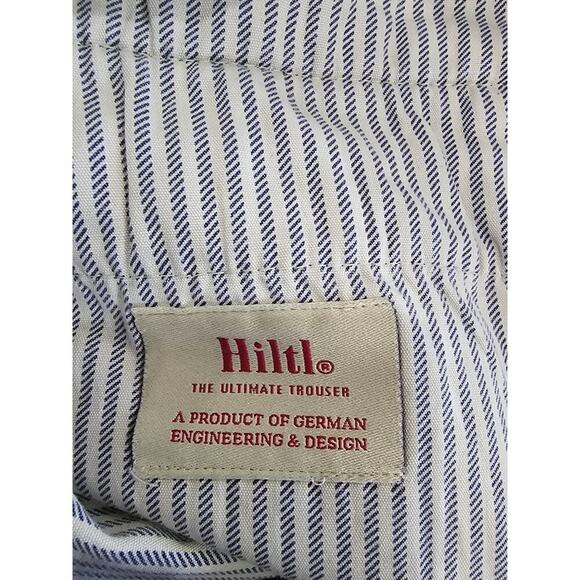 Hiltl®
THE ULTIMATE TROUSER
A PRODUCT OF GERMAN
ENGINEERING & DESIGN